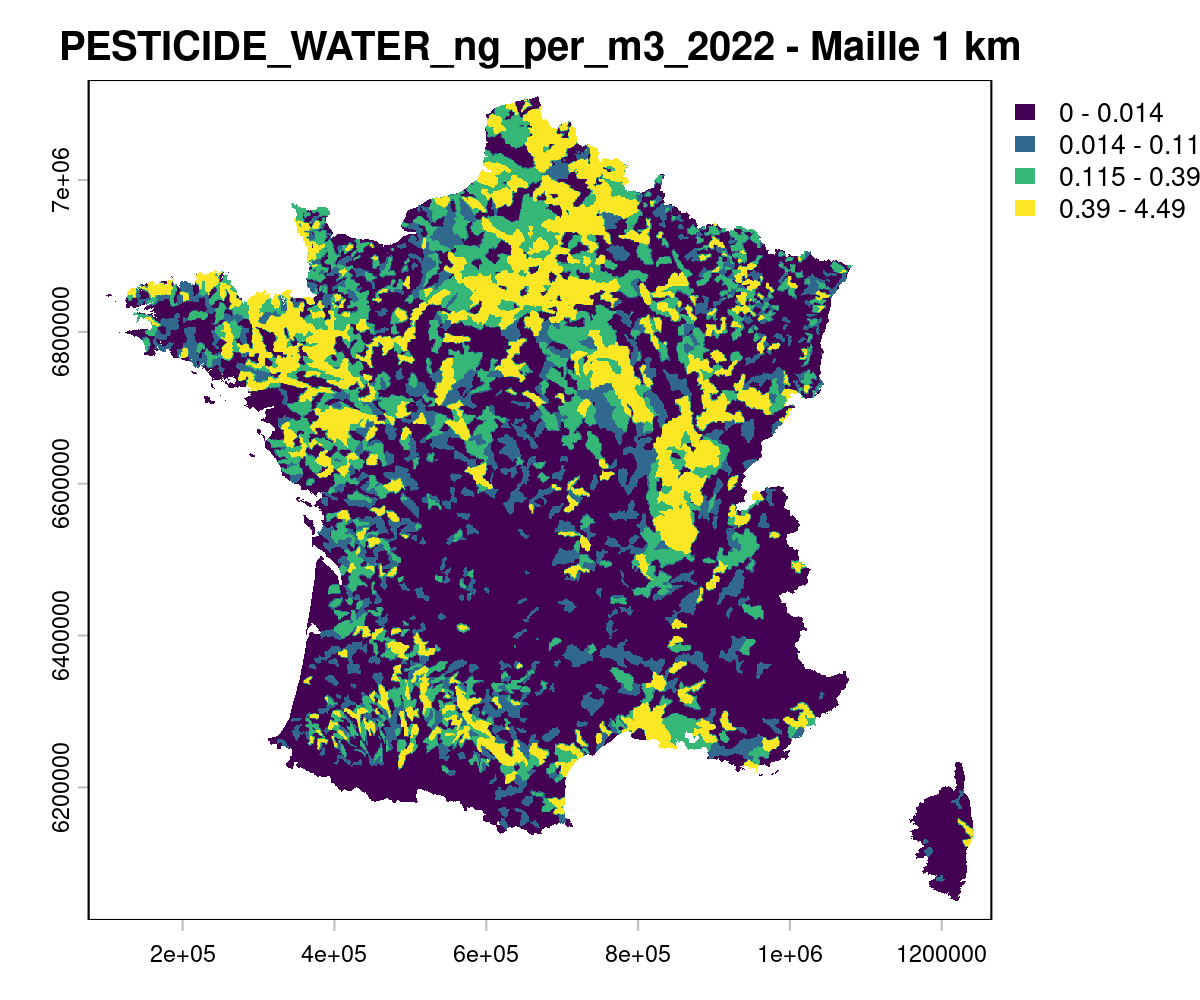 PESTICIDE_WATER_ng_per_m3_2022 - Maille 1 km
0 - 0.014
0.014 - 0.11
0.115 - 0.39
0.39 - 4.49
7e+06
6800000
6600000
6400000
6200000
2e+05
4e+05
6e+05
8e+05
1e+06
1200000